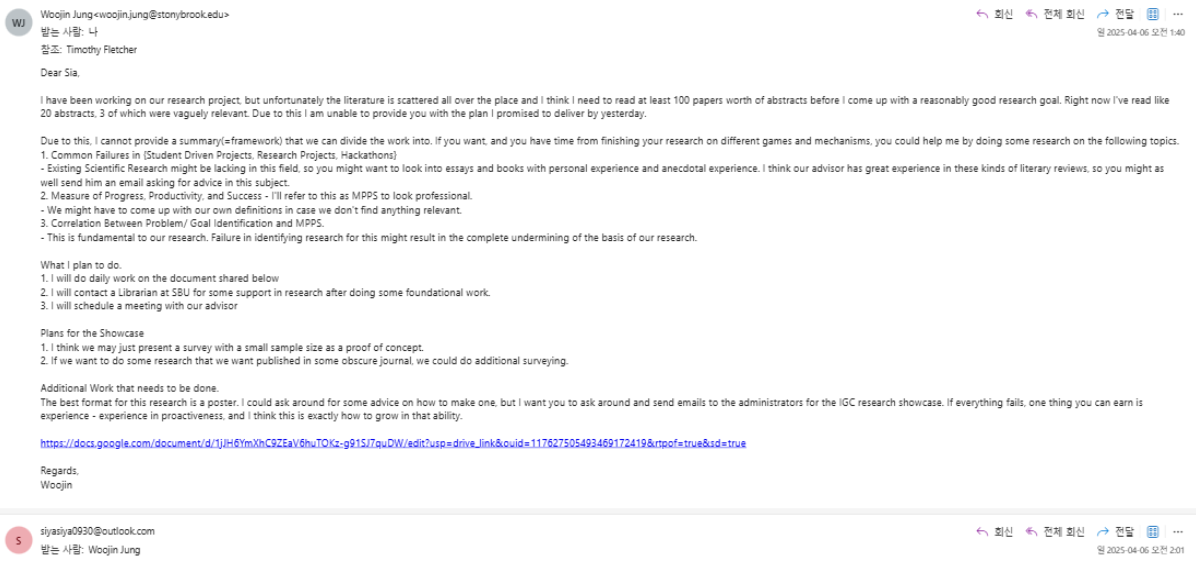 WJ
Woojin Jung<woojin.jung@stonybrook.edu>
회신 전체 회신 전달
받는 사람: 나
일 2025-04-06 오전 1:40
참조: Timothy Fletcher
Dear Sia,
I have been working on our research project, but unfortunately the literature is scattered all over the place and I think I need to read at least 100 papers worth of abstracts before I come up with a reasonably good research goal. Right now I've read like
20 abstracts, 3 of which were vaguely relevant. Due to this I am unable to provide you with the plan I promised to deliver by yesterday.
Due to this, I cannot provide a summary(=framework) that we can divide the work into. If you want, and you have time from finishing your research on different games and mechanisms, you could help me by doing some research on the following topics.
1. Common Failures in {Student Driven Projects, Research Projects, Hackathons}
- Existing Scientific Research might be lacking in this field, so you might want to look into essays and books with personal experience and anecdotal experience. I think our advisor has great experience in these kinds of literary reviews, so you might as
well send him an email asking for advice in this subject.
2. Measure of Progress, Productivity, and Success - I'll refer to this as MPPS to look professional.
- We might have to come up with our own definitions in case we don't find anything relevant.
3. Correlation Between Problem/ Goal Identification and MPPS.
- This is fundamental to our research. Failure in identifying research for this might result in the complete undermining of the basis of our research.
What I plan to do.
1. I will do daily work on the document shared below
2. I will contact a Librarian at SBU for some support in research after doing some foundational work.
3. I will schedule a meeting with our advisor
Plans for the Showcase
1. I think we may just present a survey with a small sample size as a proof of concept.
2. If we want to do some research that we want published in some obscure journal, we could do additional surveying.
Additional Work that needs to be done.
The best format for this research is a poster. I could ask around for some advice on how to make one, but I want you to ask around and send emails to the administrators for the IGC research showcase. If everything fails, one thing you can earn is
experience - experience in proactiveness, and I think this is exactly how to grow in that ability.
https://docs.google.com/document/d/1jJH6YmXhC9ZEaV6huTOKz-g91SJ7quDW/edit?usp=drive_link&ouid=117627505493469172419&rtpof=true&sd=true
Regards,
Woojin
S
siyasiya0930@outlook.com
회신 전체 회신 전달
받는 사람: Woojin Jung
일 2025-04-06 오전 2:01